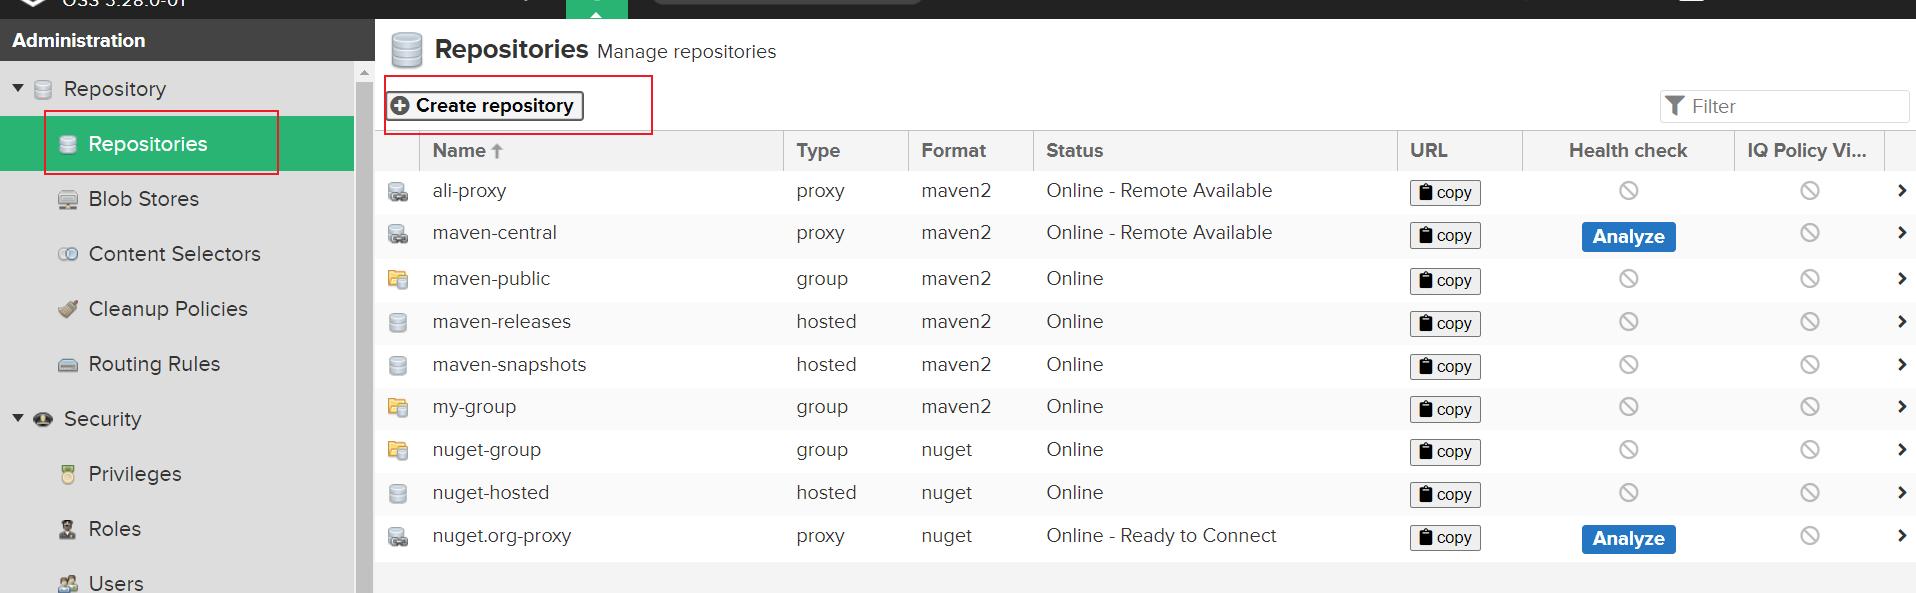 OSS 3.28.0-01
Administration
Repositories Manage repositories
Repository
Create repository
Filter
Repositories
Name Type Format Status URL Health check IQ Policy Vi...
ali-proxy proxy maven2 Online - Remote Available copy
Blob Stores
maven-central proxy maven2 Online - Remote Available copy Analyze
Content Selectors
maven-public group maven2 Online copy
Cleanup Policies
maven-releases hosted maven2 Online copy
Routing Rules
maven-snapshots hosted maven2 Online copy
Security
my-group group maven2 Online copy
nuget-group group nuget Online copy
Privileges
nuget-hosted hosted nuget Online copy
Roles
nuget.org-proxy proxy nuget Online - Ready to Connect copy Analyze
Users